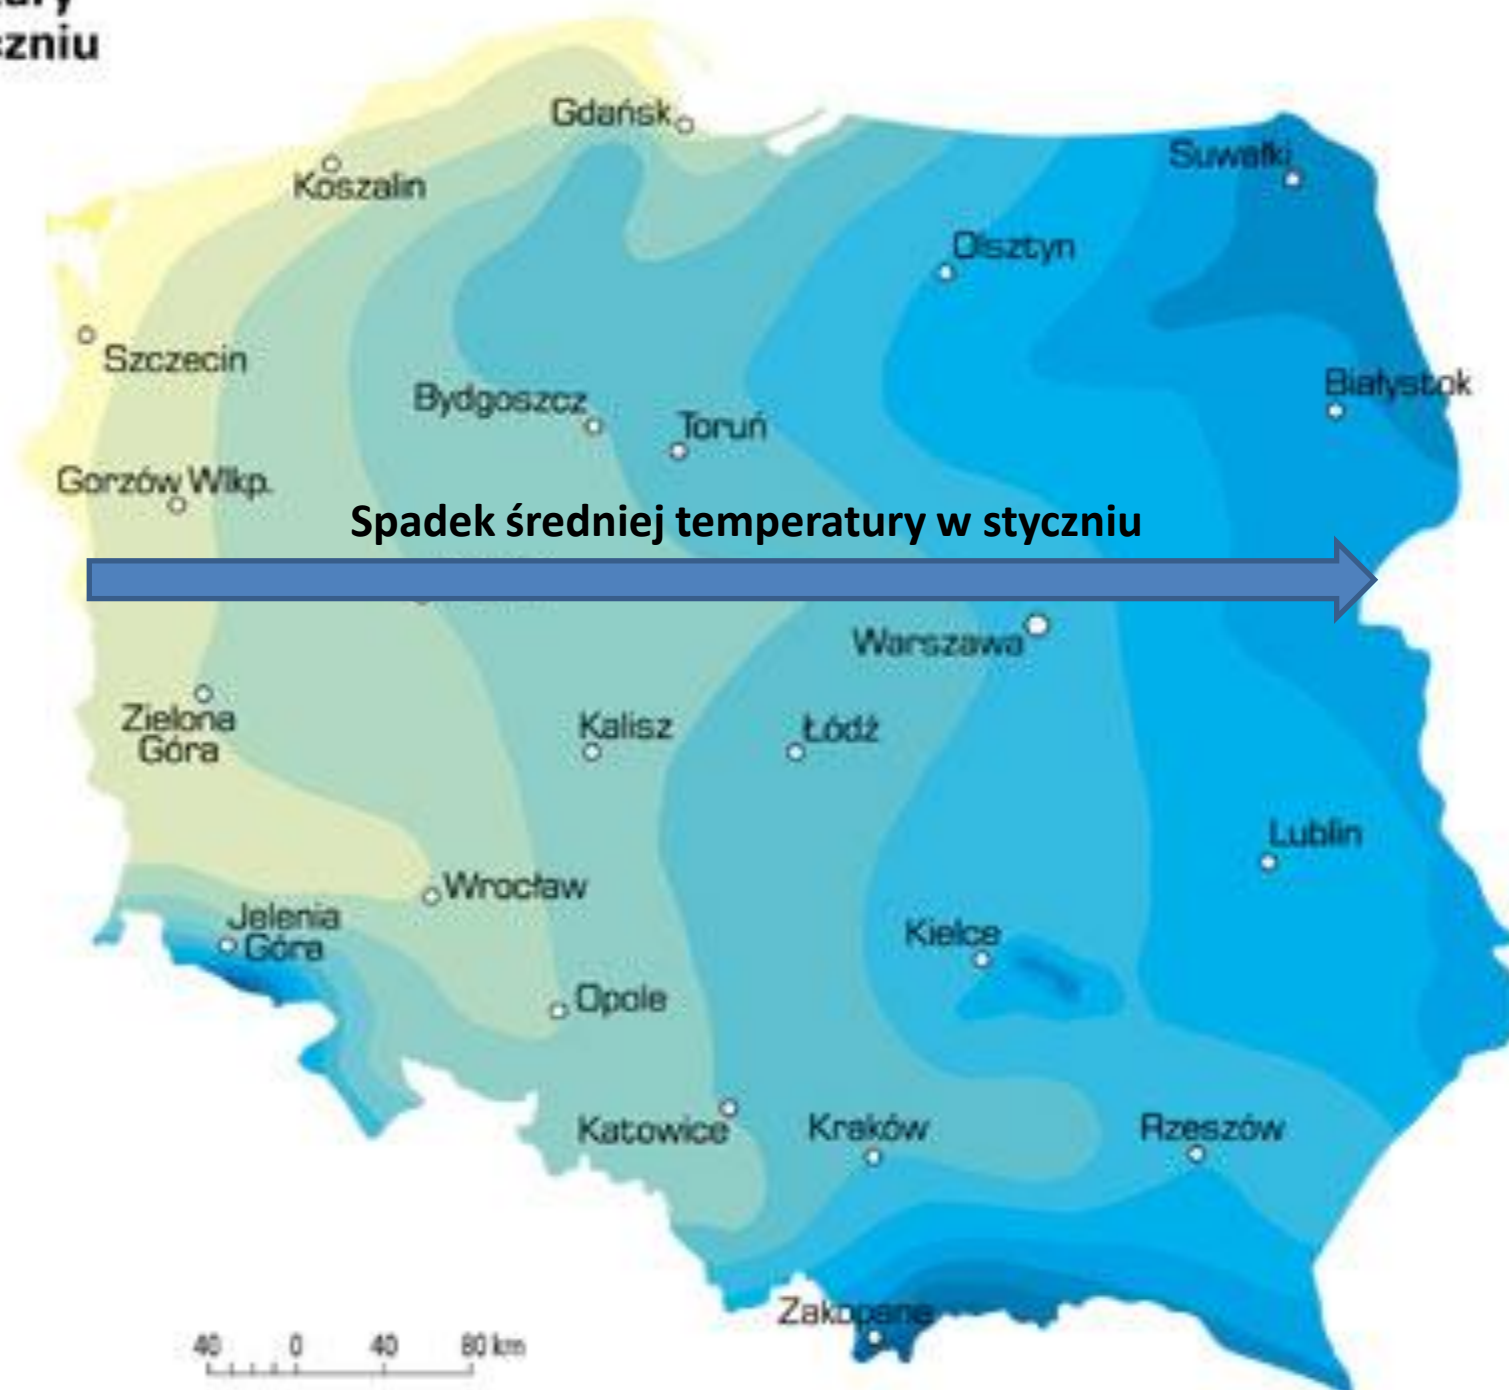 czniu
Gdańsk
Suwałki
Koszalin
Olsztyn
Szczecin
Białystok
Bydgoszcz
Toruń
Gorzów Wlkp.
Spadek średniej temperatury w styczniu
Warszawa
Zielona
Góra
Kalisz
Łódź
Lublin
Wrocław
Jelenia
Góra
Kielce
Opole
Katowice
Kraków
Rzeszów
Zakopane
40 0 40 80 km